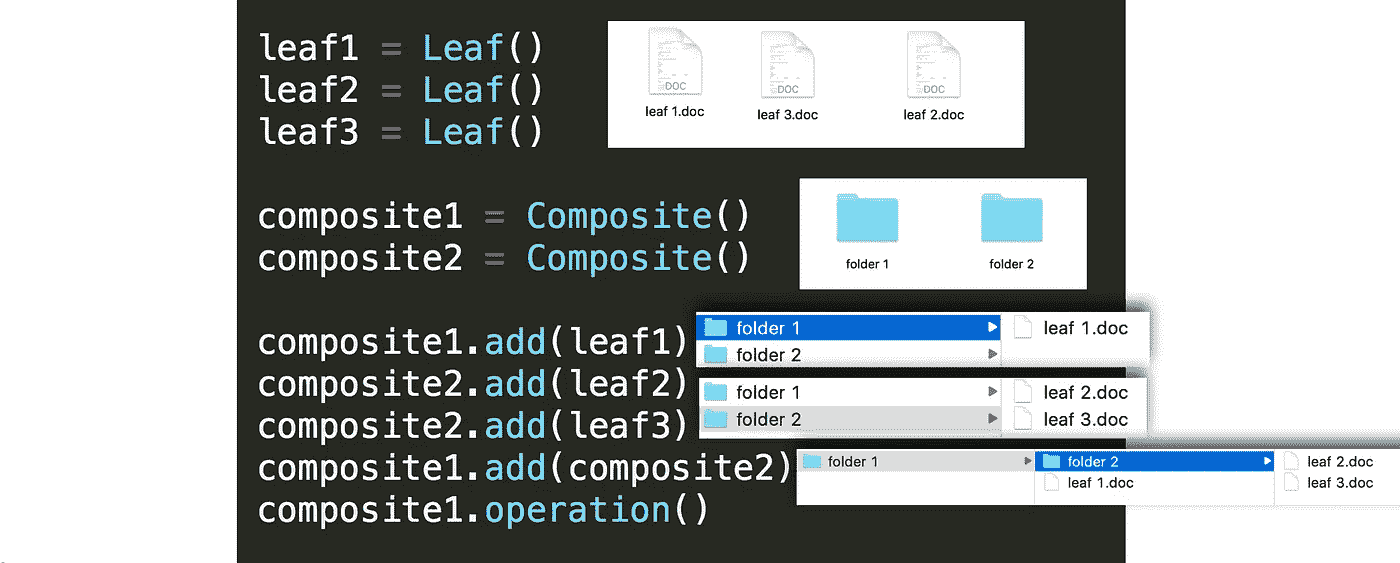 leaf1 = Leaf()
leaf2 = Leaf()
leaf3 = Leaf()
DOC DOC DOC
leaf 1.doc leaf 3.doc leaf 2.doc
composite1 = Composite()
composite2 = Composite()
folder 1 folder 2
composite1.add(leaf1)
folder 1 leaf 1.doc
folder 2
composite2.add(leaf2)
composite2.add(leaf3)
folder 1 leaf 2.doc
folder 2 leaf 3.doc
composite1.add(composite2)
folder 1 folder 2 leaf 2.doc
leaf 1.doc leaf 3.doc
composite1.operation()